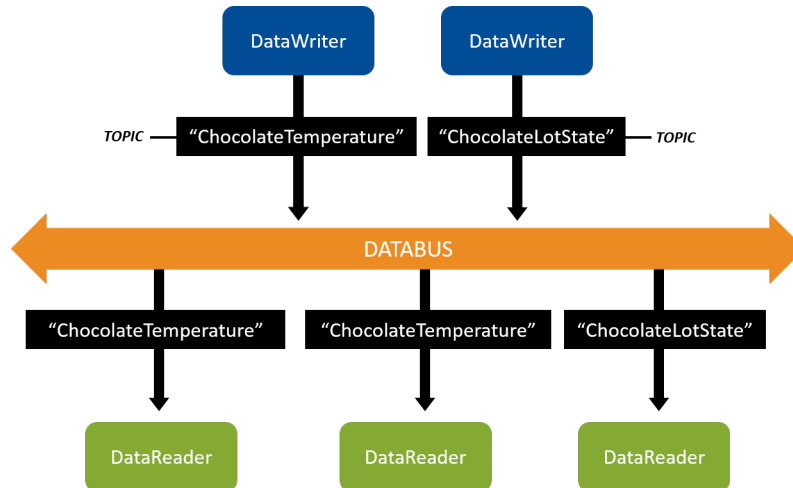 DataWriter
DataWriter
TOPIC
“ChocolateTemperature”
“ChocolateLotState”
TOPIC
DATABUS
“ChocolateTemperature”
“ChocolateTemperature”
“ChocolateLotState”
DataReader
DataReader
DataReader